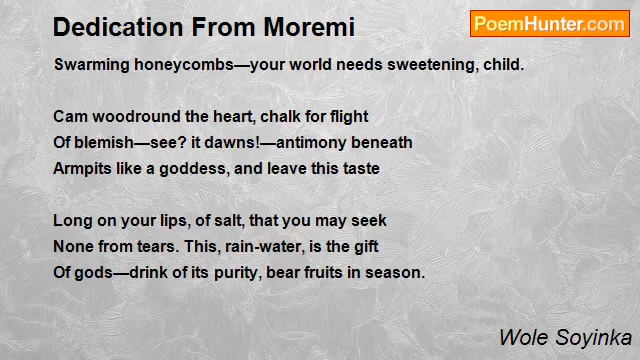 Dedication From Moremi
PoemHunter.com
Swarming honeycombs—your world needs sweetening, child.
Cam woodround the heart, chalk for flight
Of blemish—see? it dawns!—antimony beneath
Armpits like a goddess, and leave this taste
Long on your lips, of salt, that you may seek
None from tears. This, rain-water, is the gift
Of gods—drink of its purity, bear fruits in season.
Wole Soyinka